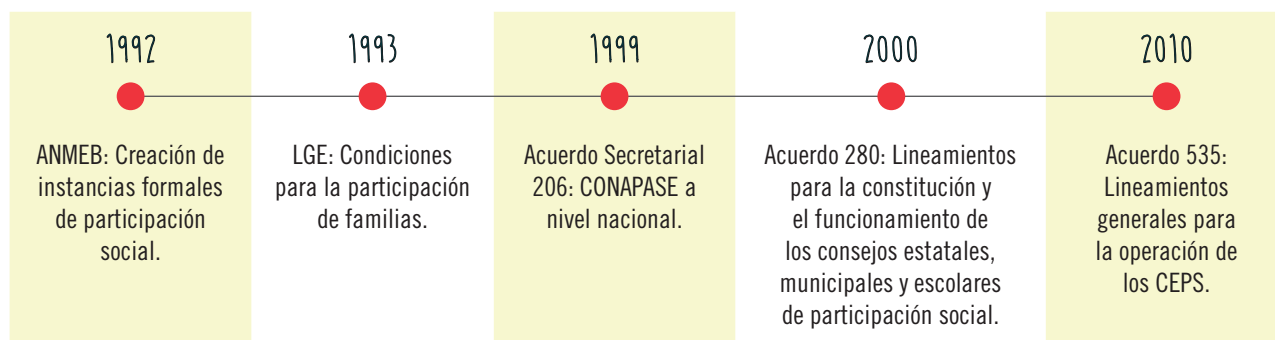 1992
ANMEB: Creación de
instancias formales
de participación
social.
1993
LGE: Condiciones
para la participación
de familias.
1999
Acuerdo Secretarial
206: CONAPASE a
nivel nacional.
2000
Acuerdo 280: Lineamientos
para la constitución y
el funcionamiento de
los consejos estatales,
municipales y escolares
de participación social.
2010
Acuerdo 535:
Lineamientos
generales para
la operación de
los CEPS.